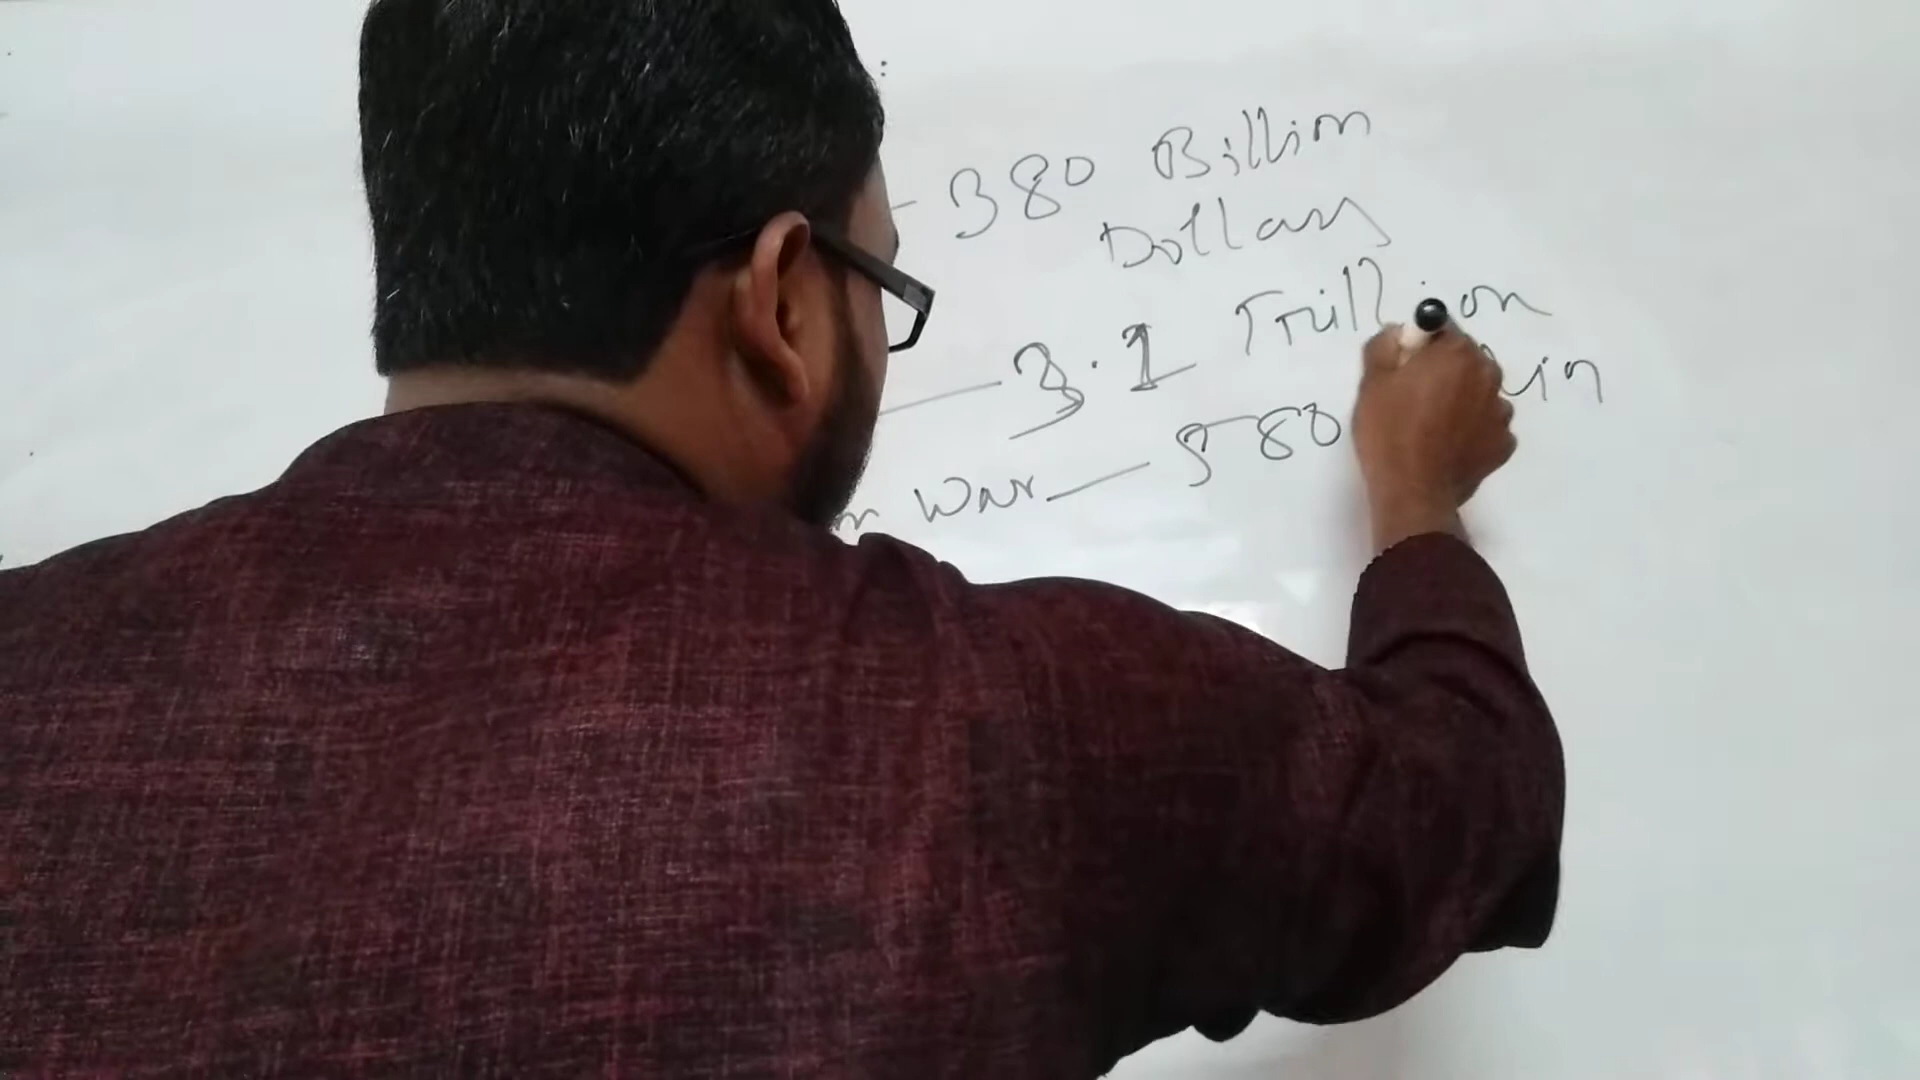 — 380 Billion
Dollars
— 3.1 Trillion
War — 580